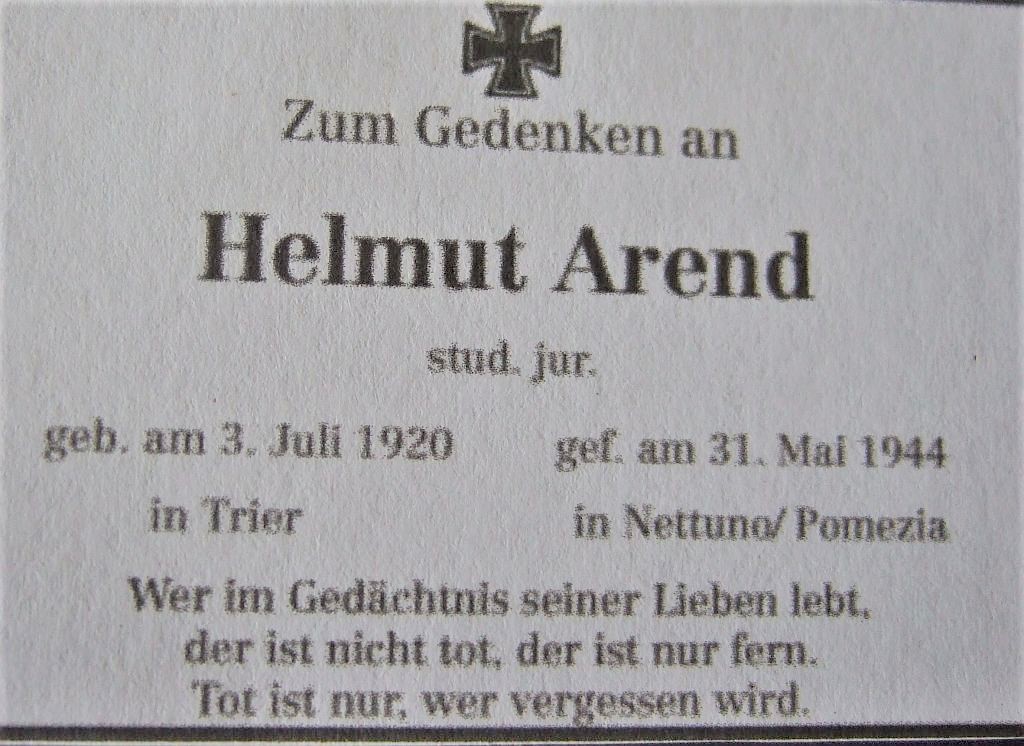 Zum Gedenken an
Helmut Arend
stud. jur.
geb. am 3. Juli 1920 gef. am 31. Mai 1944
in Trier in Nettuno/ Pomezia
Wer im Gedächtnis seiner Lieben lebt,
der ist nicht tot, der ist nur fern.
Tot ist nur, wer vergessen wird.